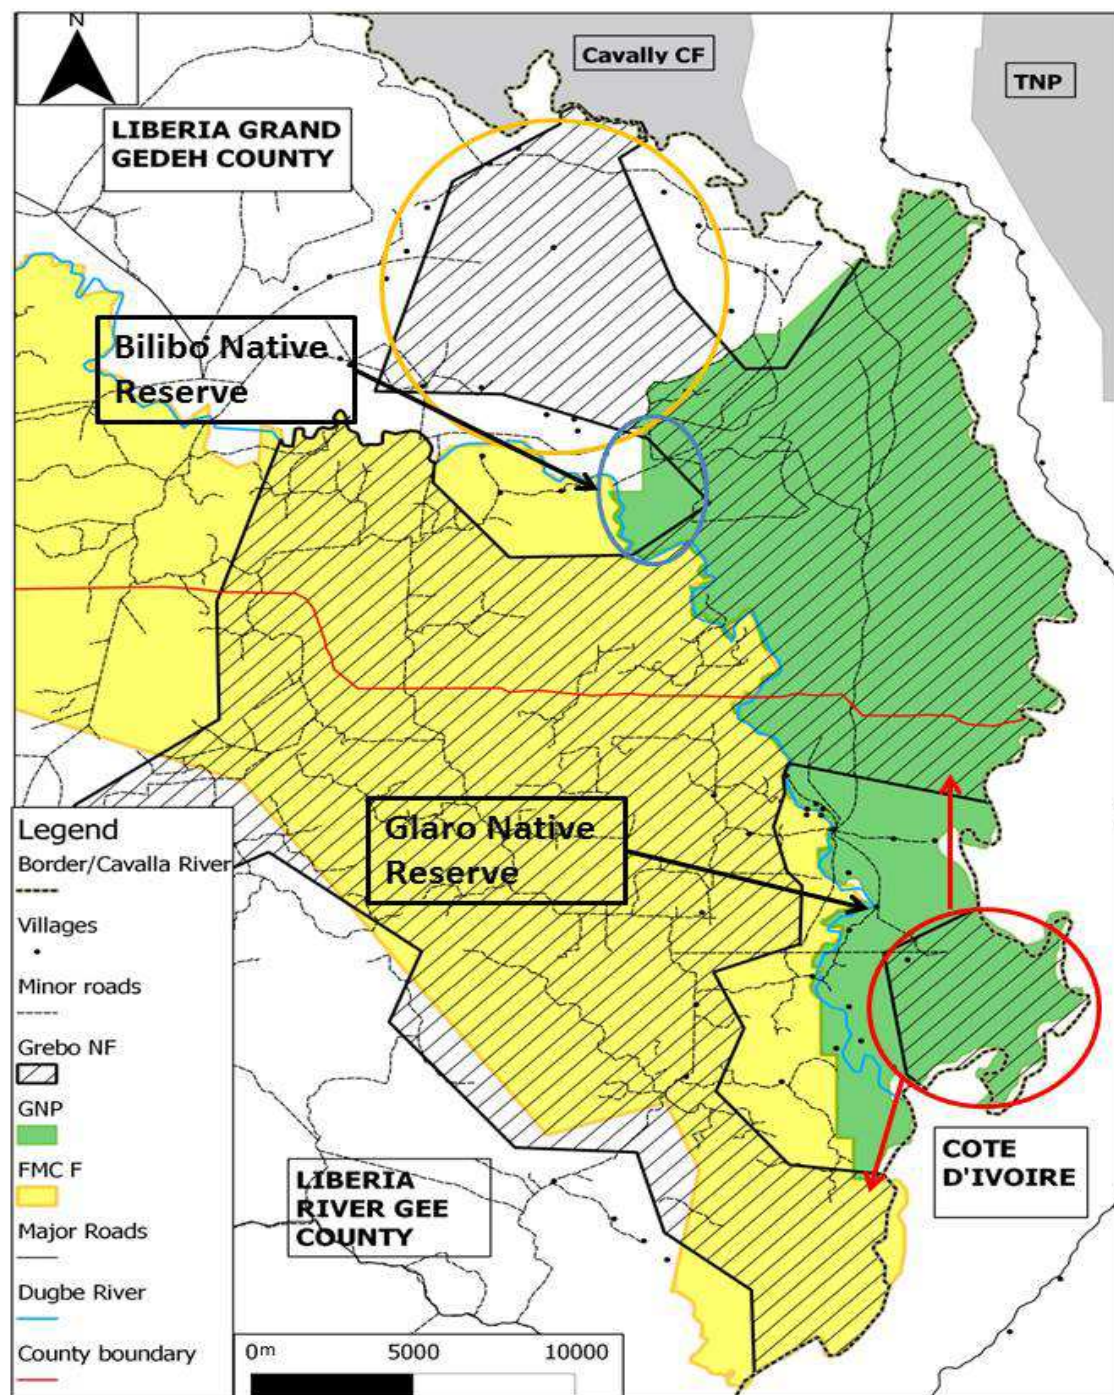 N
Cavally CF
TNP
LIBERIA GRAND
GEDEH COUNTY
Bilibo Native
Reserve
Glaro Native
Reserve
Legend
Border/Cavalla River
Villages
Minor roads
Grebo NF
GNP
FMC F
Major Roads
Dugbe River
County boundary
LIBERIA
RIVER GEE
COUNTY
COTE
D'IVOIRE
0m 5000 10000